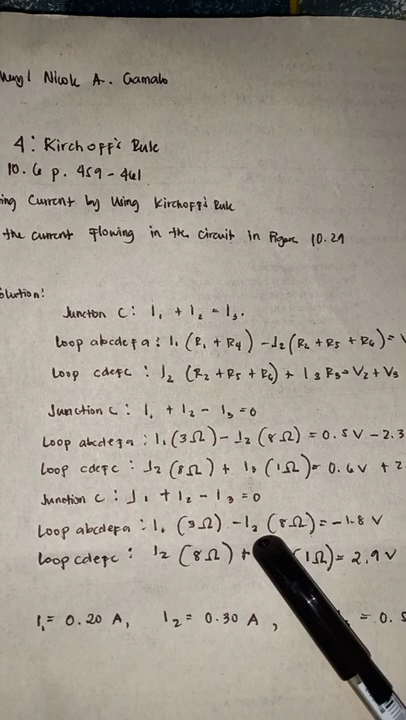 Nicole A. Gamalo
4: Kirchoff's Rule
10.6 p. 459 - 461
ing Current by Using Kirchoff's Rule
the current Flowing in the circuit in Figure 10.29
olution:
Junction C: I₁ + I₂ = I₃.
Loop abcdefa: I₁ (R₁ + R₄) - I₂ (R₂ + R₅ + R₆) = V
Loop cdefc: I₂ (R₂ + R₅ + R₆) + I₃ R₃ = V₂ + V₃
Junction c: I₁ + I₂ - I₃ = 0
Loop abcdefa: I₁ (3Ω) - I₂ (8Ω) = 0.5 V - 2.3
Loop cdefc: I₂ (8Ω) + I₃ (1Ω) = 0.6 V + 2
Junction c: I₁ + I₂ - I₃ = 0
Loop abcdefa: I₁ (3Ω) - I₂ (8Ω) = -1.8 V
Loop cdefc: I₂ (8Ω) + (1Ω) = 2.9 V
I₁ = 0.20 A, I₂ = 0.30 A, = 0.5